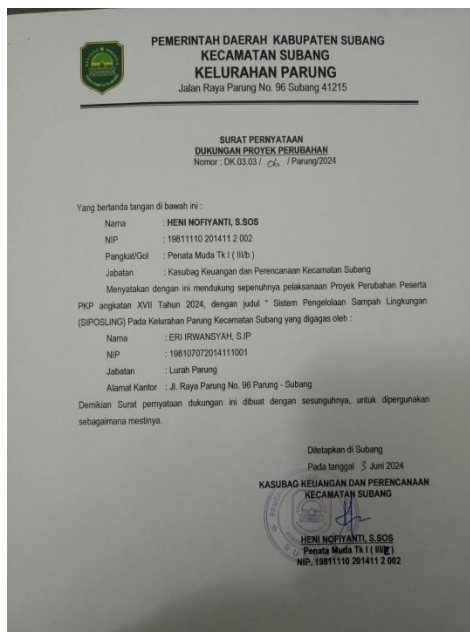 PEMERINTAH DAERAH KABUPATEN SUBANG
KECAMATAN SUBANG
KELURAHAN PARUNG
Jalan Raya Parung No. 96 Subang 41215
SURAT PERNYATAAN
DUKUNGAN PROYEK PERUBAHAN
Nomor : DK.03.03 / 06 / Parung/2024
Yang bertanda tangan di bawah ini :
Nama : HENI NOFIYANTI, S.SOS
NIP : 19811110 201411 2 002
Pangkat/Gol : Penata Muda Tk I ( III/b )
Jabatan : Kasubag Keuangan dan Perencanaan Kecamatan Subang
Menyatakan dengan ini mendukung sepenuhnya pelaksanaan Proyek Perubahan Peserta
PKP angkatan XVII Tahun 2024, dengan judul " Sistem Pengelolaan Sampah Lingkungan
(SIPOSLING) Pada Kelurahan Parung Kecamatan Subang yang digagas oleh :
Nama : ERI IRWANSYAH, S.IP
NIP : 198107072014111001
Jabatan : Lurah Parung
Alamat Kantor : Jl. Raya Parung No. 96 Parung - Subang
Demikian Surat pernyataan dukungan ini dibuat dengan sesungguhnya, untuk dipergunakan
sebagaimana mestinya.
Ditetapkan di Subang
Pada tanggal 3 Juni 2024
KASUBAG KEUANGAN DAN PERENCANAAN
KECAMATAN SUBANG
HENI NOFIYANTI, S.SOS
Penata Muda Tk I ( III/ )
NIP. 19811110 201411 2 002